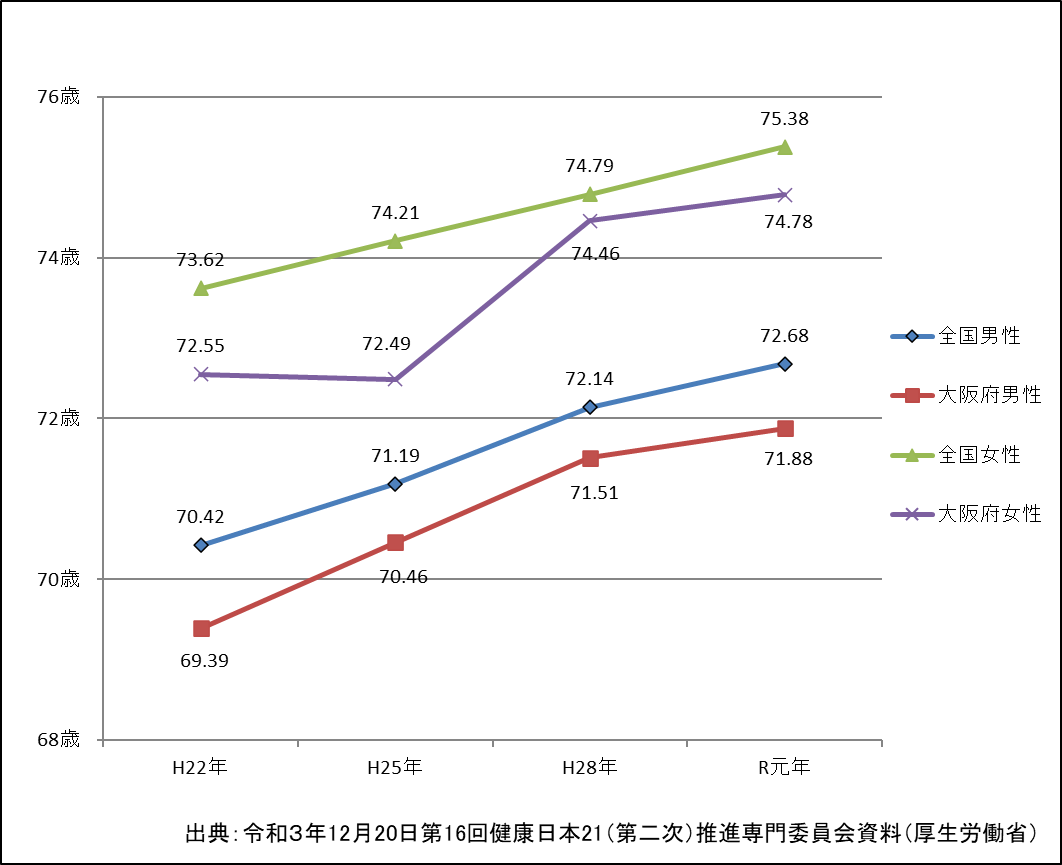 76歳
74歳
72歳
70歳
68歳
75.38
74.79
74.21
73.62
74.78
74.46
72.55
72.49
72.68
72.14
71.19
70.42
71.88
71.51
70.46
69.39
全国男性
大阪府男性
全国女性
大阪府女性
H22年 H25年 H28年 R元年
出典：令和３年12月20日第16回健康日本21（第二次）推進専門委員会資料（厚生労働省）